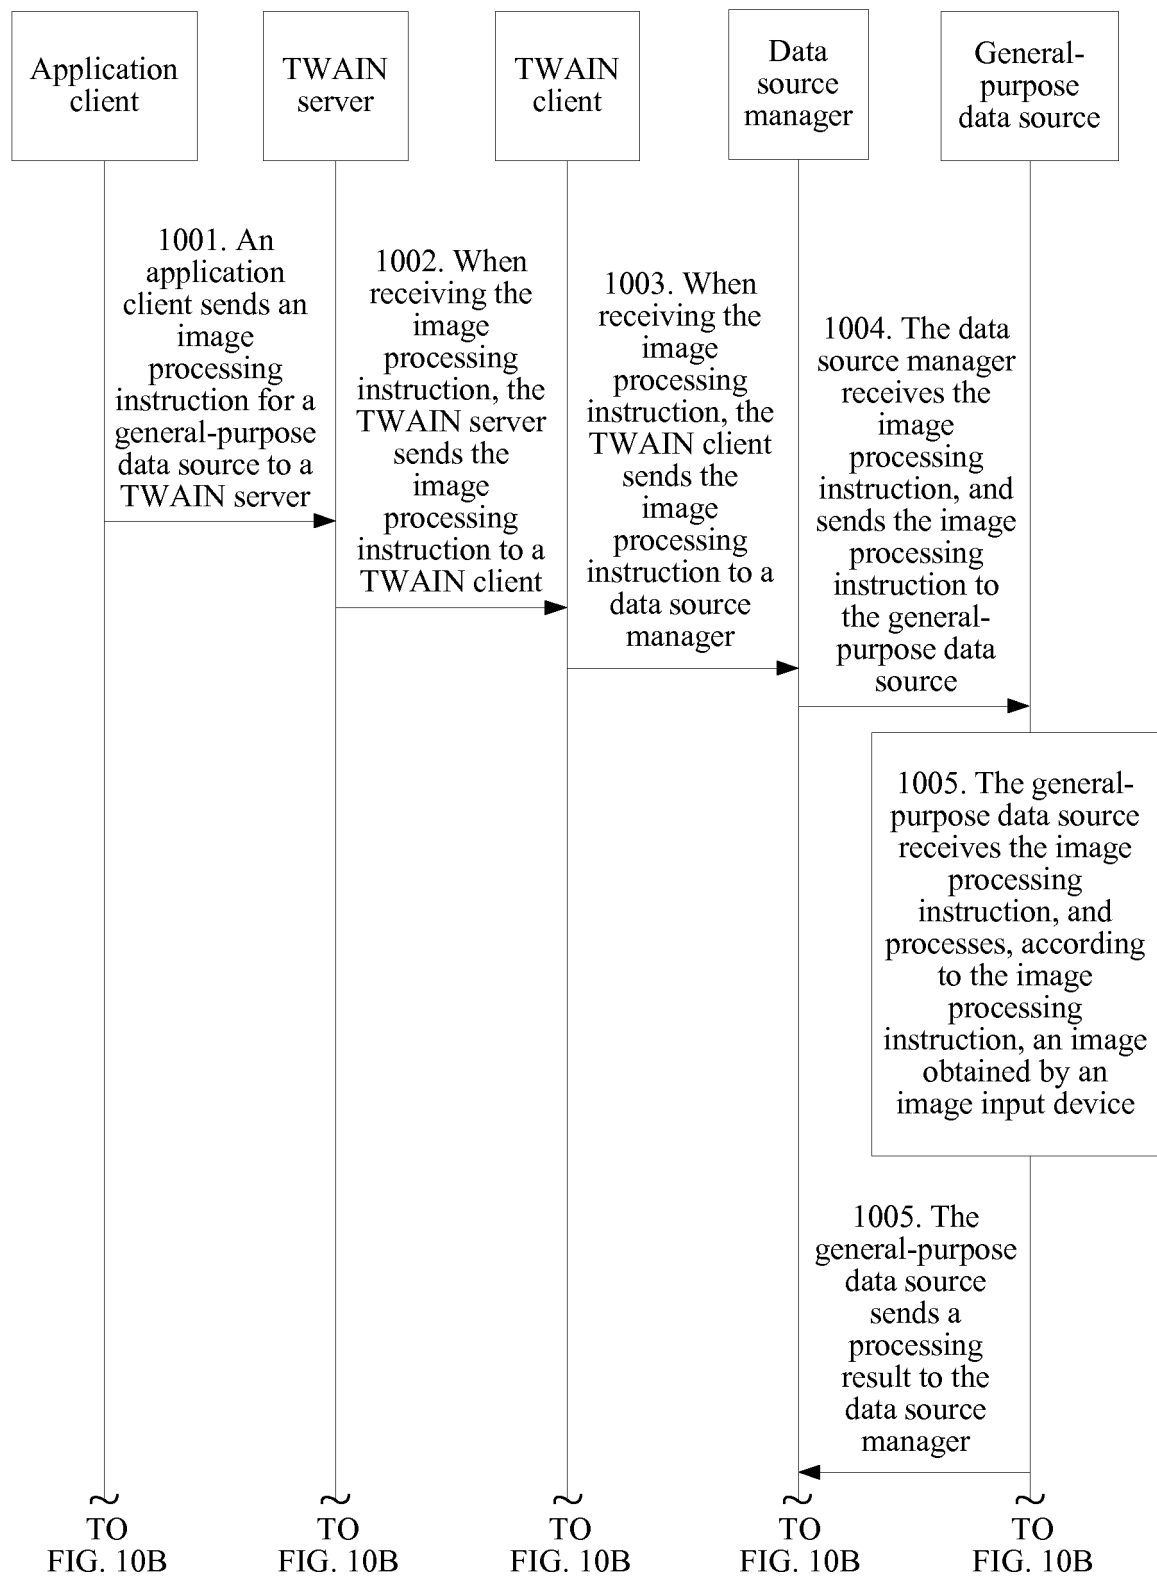 Application
client
TWAIN
server
TWAIN
client
Data
source
manager
General-
purpose
data source
1001. An
application
client sends an
image
processing
instruction for a
general-purpose
data source to a
TWAIN server
1002. When
receiving the
image
processing
instruction, the
TWAIN server
sends the
image
processing
instruction to a
TWAIN client
1003. When
receiving the
image
processing
instruction, the
TWAIN client
sends the
image
processing
instruction to a
data source
manager
1004. The data
source manager
receives the
image
processing
instruction, and
sends the image
processing
instruction to
the general-
purpose data
source
1005. The general-
purpose data source
receives the image
processing
instruction, and
processes, according
to the image
processing
instruction, an image
obtained by an
image input device
1005. The
general-purpose
data source
sends a
processing
result to the
data source
manager
TO
FIG. 10B
TO
FIG. 10B
TO
FIG. 10B
TO
FIG. 10B
TO
FIG. 10B